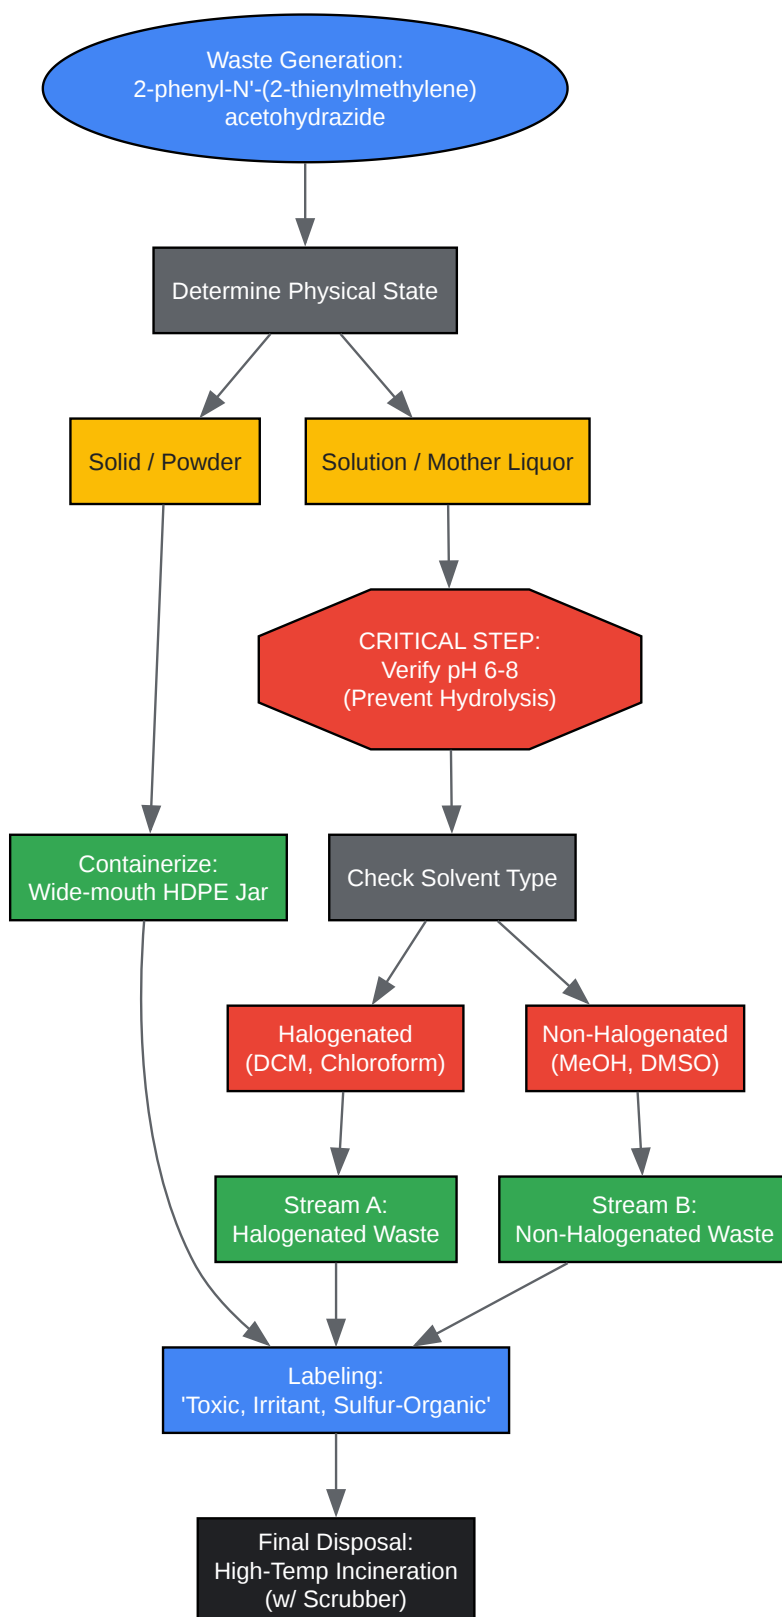 Waste Generation:
2-phenyl-N'-(2-thienylmethylene)
acetohydrazide
Determine Physical State
Solid / Powder
Solution / Mother Liquor
CRITICAL STEP:
Verify pH 6-8
(Prevent Hydrolysis)
Containerize:
Wide-mouth HDPE Jar
Check Solvent Type
Halogenated
(DCM, Chloroform)
Non-Halogenated
(MeOH, DMSO)
Stream A:
Halogenated Waste
Stream B:
Non-Halogenated Waste
Labeling:
'Toxic, Irritant, Sulfur-Organic'
Final Disposal:
High-Temp Incineration
(w/ Scrubber)